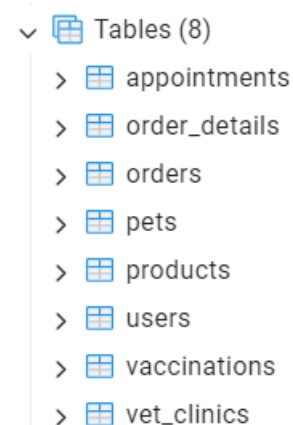 Tables (8)
appointments
order_details
orders
pets
products
users
vaccinations
vet_clinics